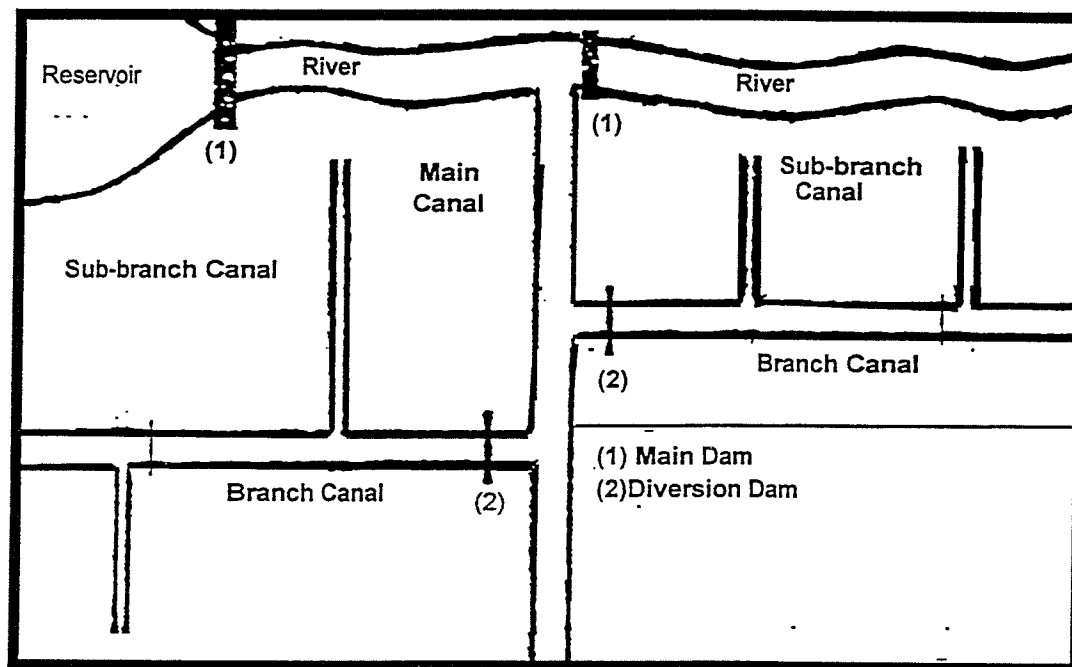 Reservoir
River
River
(1)
(1)
Main
Canal
Sub-branch
Canal
Sub-branch Canal
(2)
Branch Canal
Branch Canal
(2)
(1) Main Dam
(2)Diversion Dam